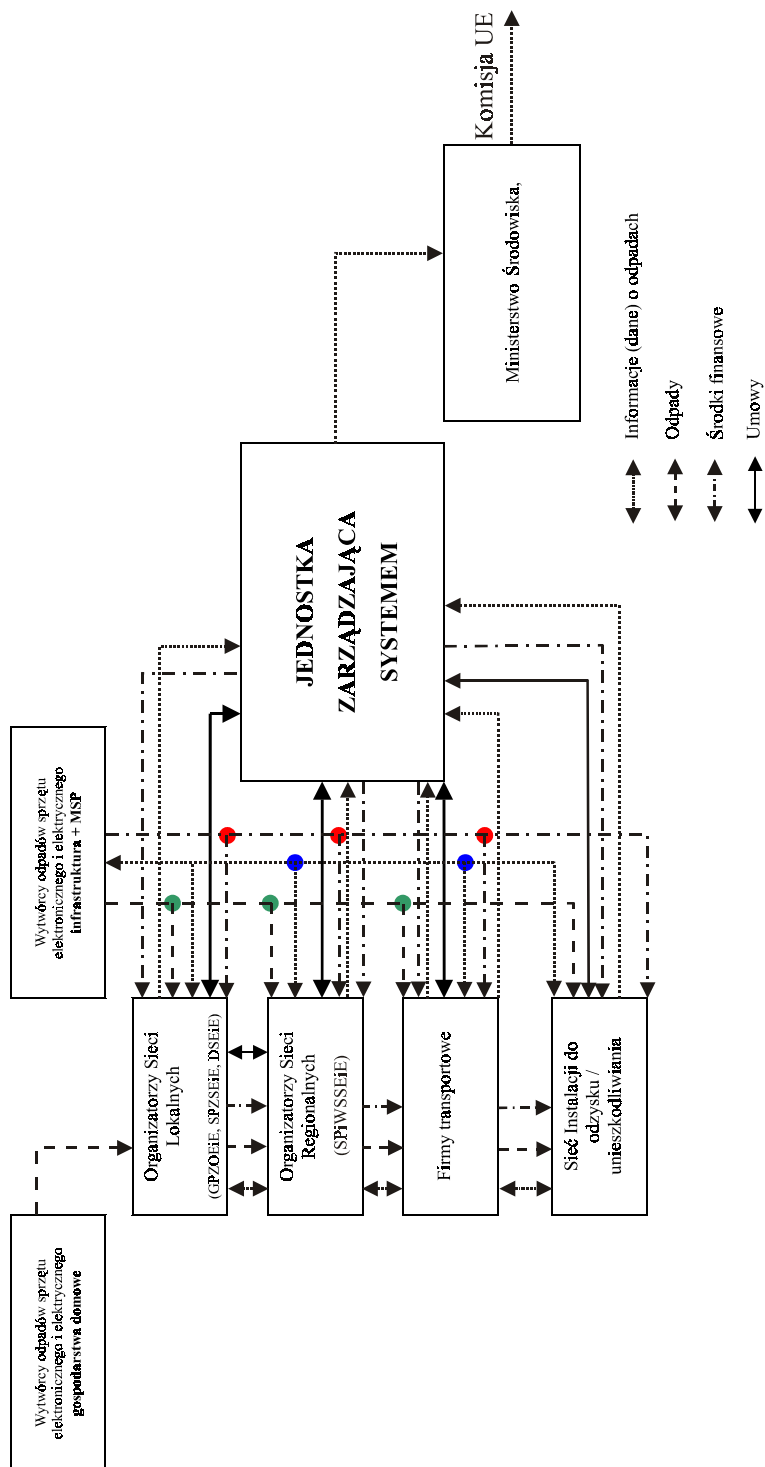 Wytwórcy odpadów sprzętu
elektronicznego i elektrycznego
gospodarstwa domowe
Wytwórcy odpadów sprzętu
elektronicznego i elektrycznego
infrastruktura + MSP
Organizatorzy Sieci
Lokalnych
(GPZOEiE, SPZSEiE, DSEiE)
Organizatorzy Sieci
Regionalnych
(SPiWSSEiE)
Firmy transportowe
Sieć Instalacji do
odzysku /
unieszkodliwiania
JEDNOSTKA
ZARZĄDZAJĄCA
SYSTEMEM
Ministerstwo Środowiska,
Komisja UE
Informacje (dane) o odpadach
Odpady
Środki finansowe
Umowy